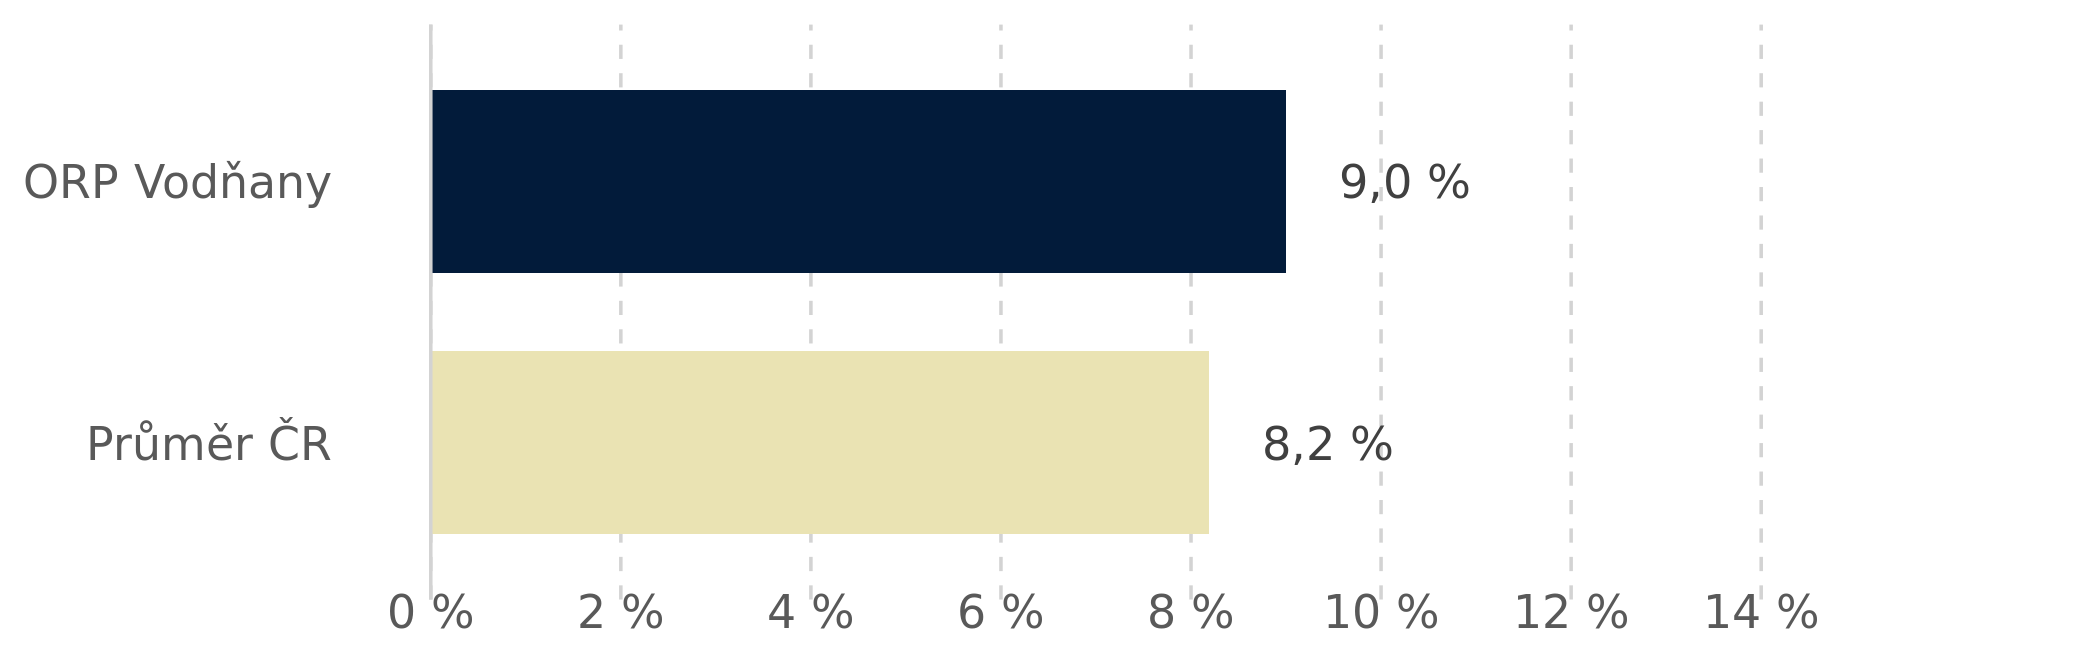 ORP Vodňany
9,0 %
Průměr ČR
8,2 %
0 % 2 % 4 % 6 % 8 % 10 % 12 % 14 %